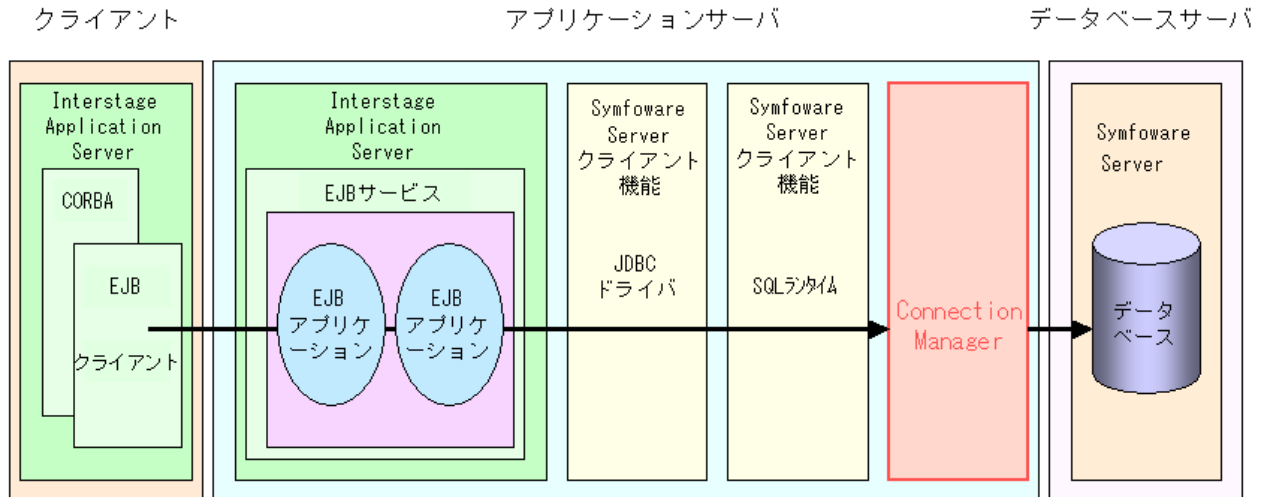 クライアント
アプリケーションサーバ
データベースサーバ
Interstage
Application
Server
CORBA
EJB
クライアント
Interstage
Application
Server
EJBサービス
EJB
アプリケ
ーション
EJB
アプリケ
ーション
Symfoware
Server
クライアント
機能
JDBC
ドライバ
Symfoware
Server
クライアント
機能
SQLランタイム
Connection
Manager
Symfoware
Server
データ
ベース